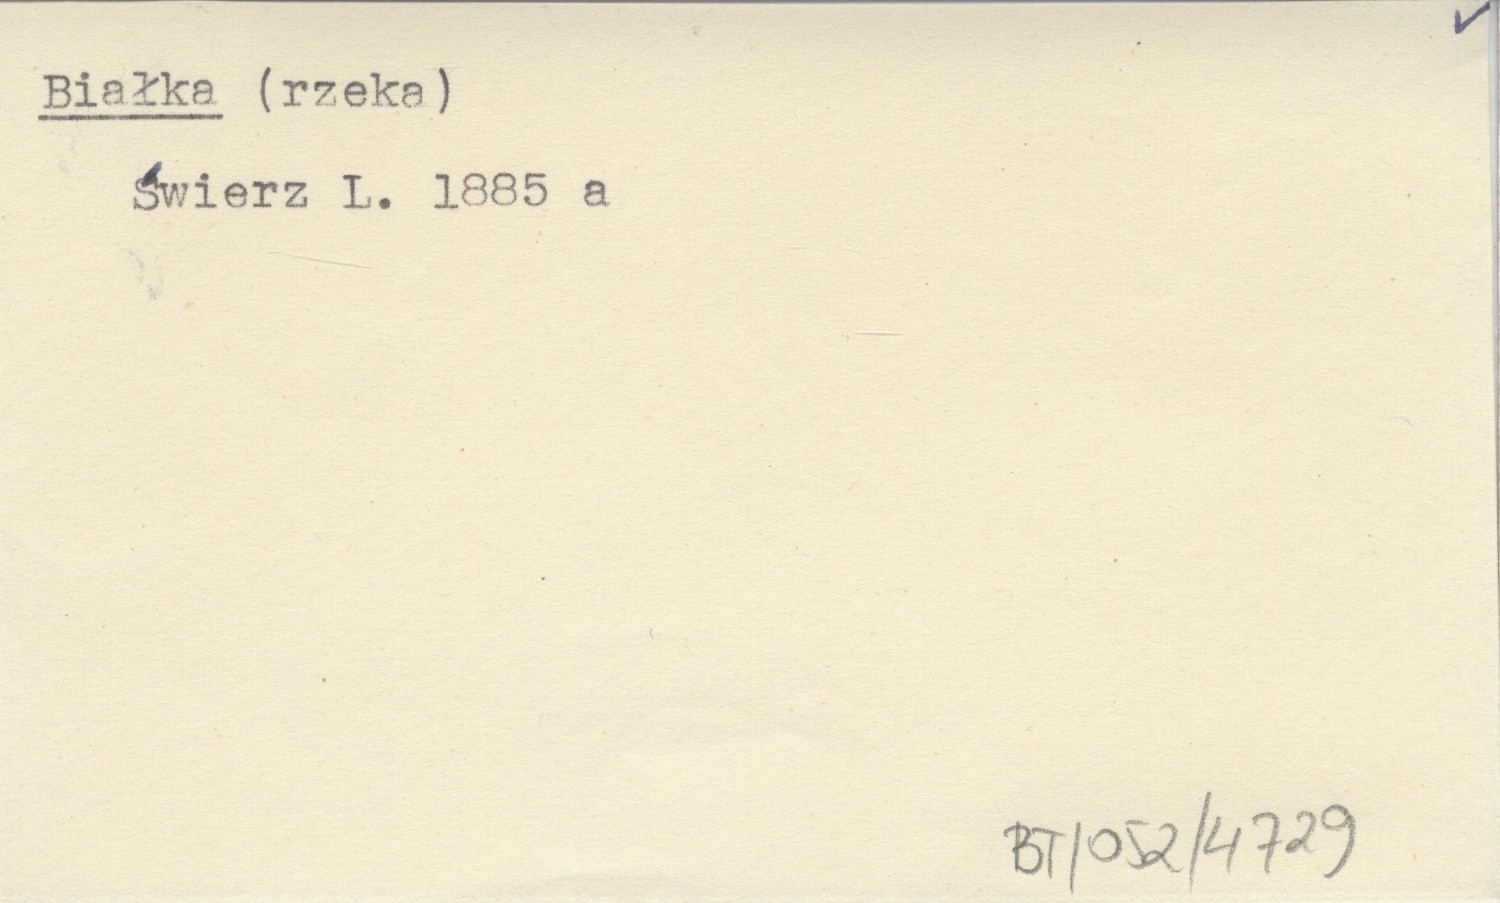 Białka (rzeka)
Świerz L. 1885 a
BT/052/4729